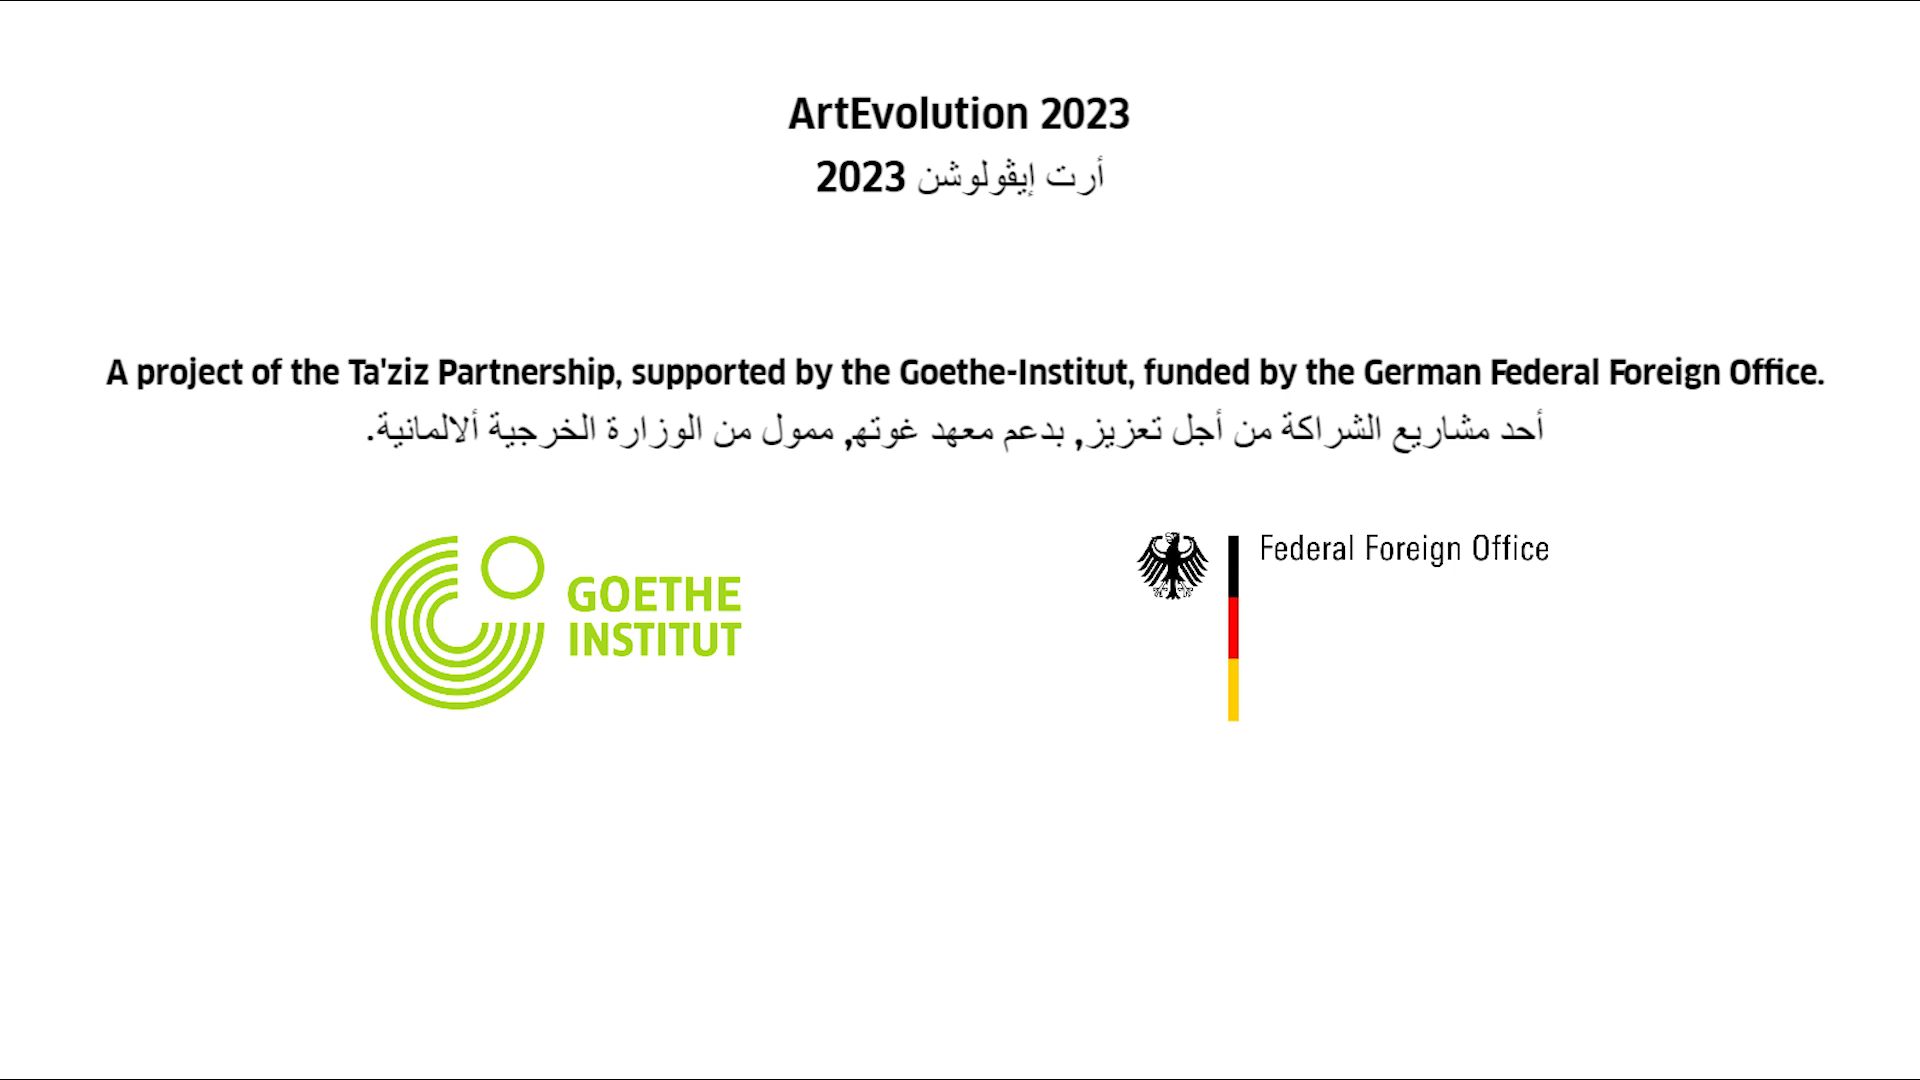 ArtEvolution 2023
أرت إيڤولوشن 2023
A project of the Ta'ziz Partnership, supported by the Goethe-Institut, funded by the German Federal Foreign Office.
أحد مشاريع الشراكة من أجل تعزيز, بدعم معهد غوته, ممول من الوزارة الخرجية ألالمانية.
GOETHE
INSTITUT
Federal Foreign Office